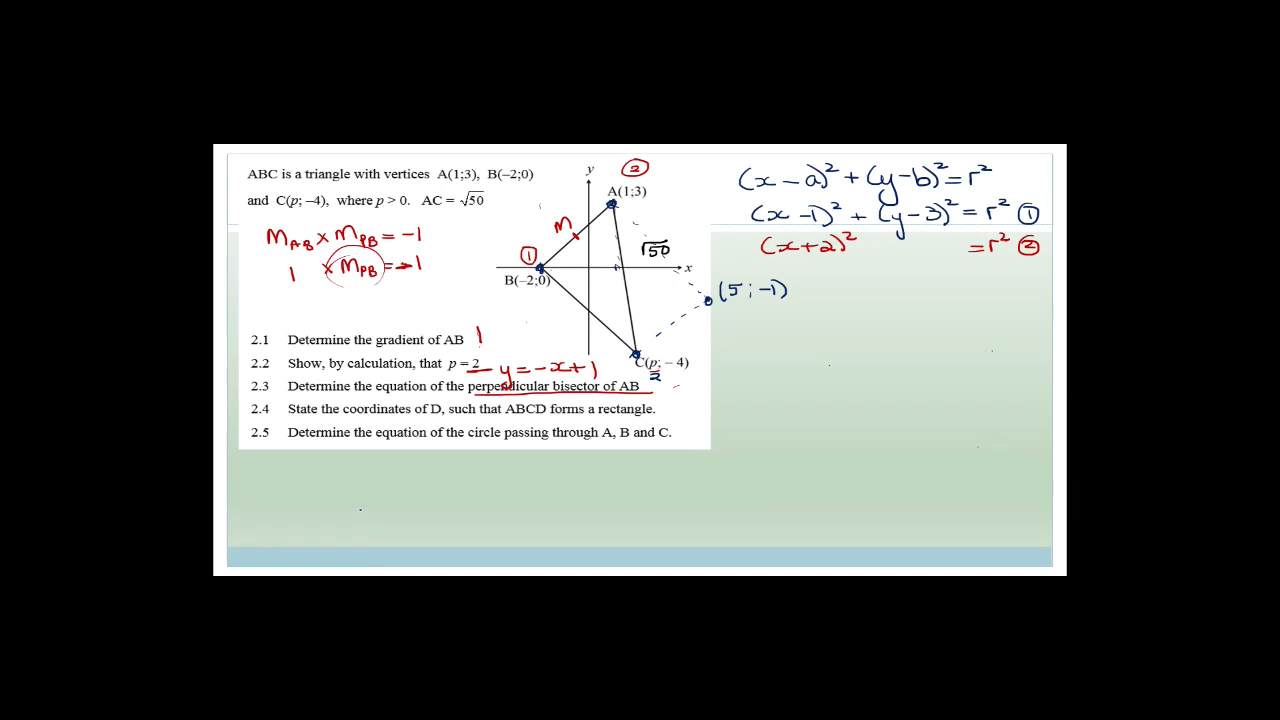 ABC is a triangle with vertices A(1;3), B(−2;0)
and C(p; −4), where p > 0. AC = √50
M_AB × M_PB = −1
1 × M_PB = −1
y
②
A(1;3)
M
①
√50
x
B(−2;0)
(5 ; −1)
C(p; − 4)
2
2.1 Determine the gradient of AB 1
2.2 Show, by calculation, that p = 2
y = −x + 1
2.3 Determine the equation of the perpendicular bisector of AB
2.4 State the coordinates of D, such that ABCD forms a rectangle.
2.5 Determine the equation of the circle passing through A, B and C.
(x − a)² + (y − b)² = r²
(x − 1)² + (y − 3)² = r² ①
(x + 2)² = r² ②